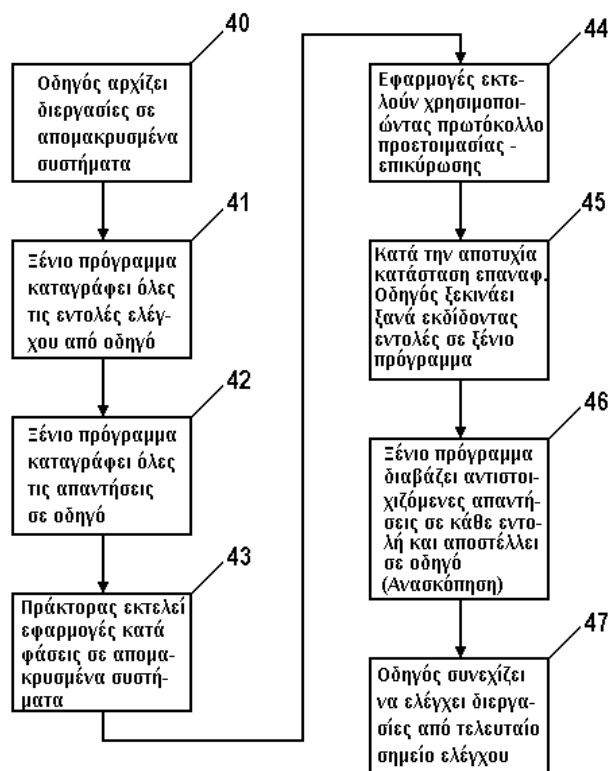 40
Οδηγός αρχίζει
διεργασίες σε
απομακρυσμένα
συστήματα
41
Ξένιο πρόγραμμα
καταγράφει όλες
τις εντολές ελέγ-
χου από οδηγό
42
Ξένιο πρόγραμμα
καταγράφει όλες
τις απαντήσεις
σε οδηγό
43
Πράκτορας εκτελεί
εφαρμογές κατά
φάσεις σε απομα-
κρυσμένα συστή-
ματα
44
Εφαρμογές εκτε-
λούν χρησιμοποι-
ώντας πρωτόκολλο
προετοιμασίας -
επικύρωσης
45
Κατά την αποτυχία
κατάσταση επαναφ.
Οδηγός ξεκινάει
ξανά εκδίδοντας
εντολές σε ξένιο
πρόγραμμα
46
Ξένιο πρόγραμμα
διαβάζει αντιστοι-
χιζόμενες απαντή-
σεις σε κάθε εντο-
λή και αποστέλλει
σε οδηγό
(Ανασκόπηση)
47
Οδηγός συνεχίζει
να ελέγχει διεργα-
σίες από τελευταίο
σημείο ελέγχου